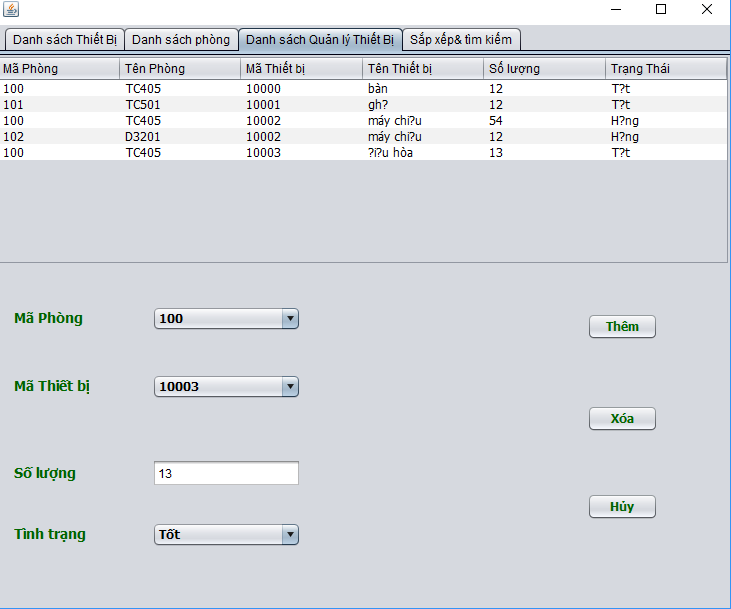 Danh sách Thiết Bị Danh sách phòng Danh sách Quản lý Thiết Bị Sắp xếp& tìm kiếm
Mã Phòng Tên Phòng Mã Thiết bị Tên Thiết bị Số lượng Trạng Thái
100 TC405 10000 bàn 12 T?t
101 TC501 10001 gh? 12 T?t
100 TC405 10002 máy chi?u 54 H?ng
102 D3201 10002 máy chi?u 12 H?ng
100 TC405 10003 ?i?u hòa 13 T?t
Mã Phòng 100 Thêm
Mã Thiết bị 10003
Xóa
Số lượng 13
Hủy
Tình trạng Tốt